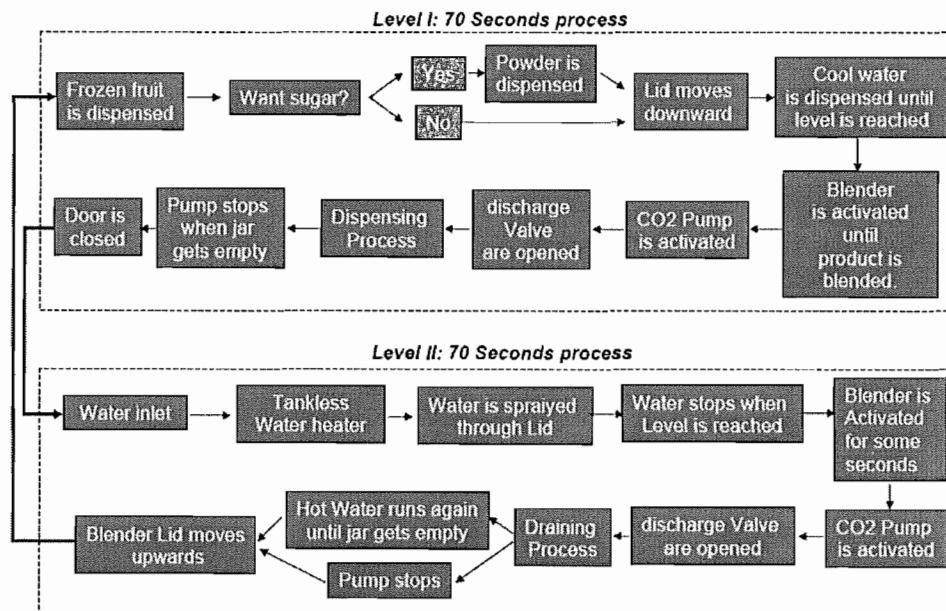 Level I: 70 Seconds process
Frozen fruit
is dispensed
Want sugar?
Yes
No
Powder is
dispensed
Lid moves
downward
Cool water
is dispensed until
level is reached
Blender
is activated
until
product is
blended.
CO2 Pump
is activated
discharge
Valve
are opened
Dispensing
Process
Pump stops
when jar
gets empty
Door is
closed
Level II: 70 Seconds process
Water inlet
Tankless
Water heater
Water is spraiyed
through Lid
Water stops when
Level is reached
Blender is
Activated
for some
seconds
CO2 Pump
is activated
discharge Valve
are opened
Draining
Process
Hot Water runs again
until jar gets empty
Pump stops
Blender Lid moves
upwards